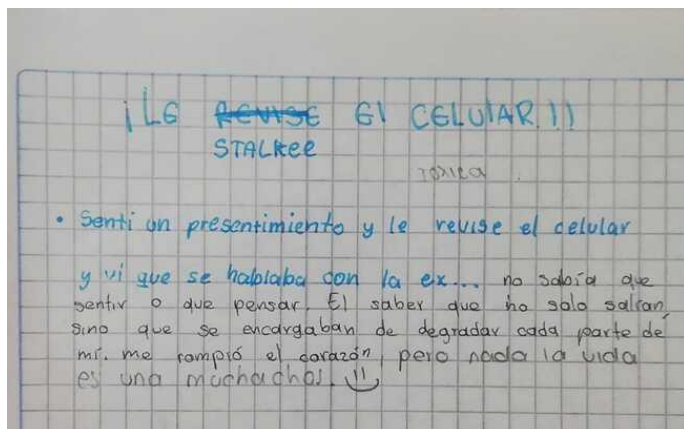 ¡LE REVISE El CELULAR!!
STALKee
TOXICA
• Senti un presentimiento y le revise el celular
y vi que se hablaba con la ex... no sabía que
sentir o que pensar. El saber que no solo salían,
sino que se encargaban de degradar cada parte de
mí. me rompió el corazón, pero nada la vida
es una muchachos.